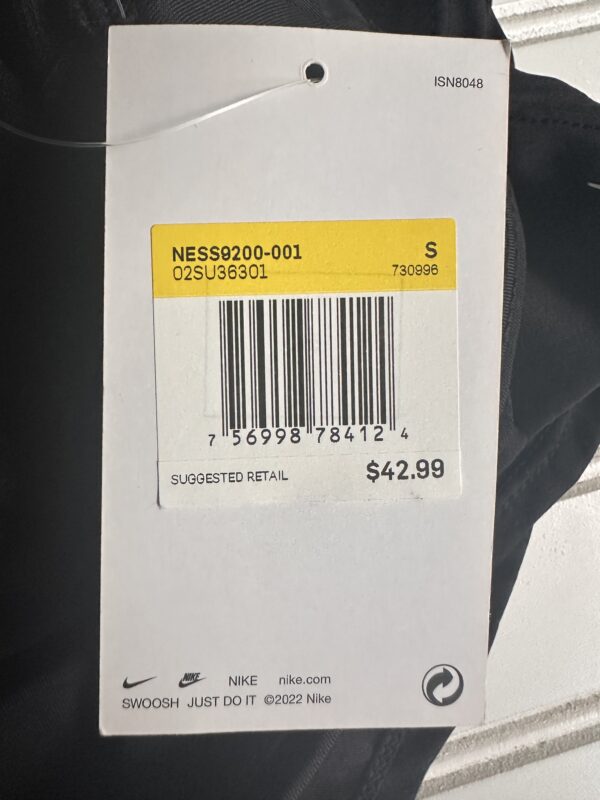 ISN8048
NESS9200-001 S
02SU36301 730996
7 56998 78412 4
SUGGESTED RETAIL $42.99
NIKE NIKE nike.com
SWOOSH JUST DO IT ©2022 Nike